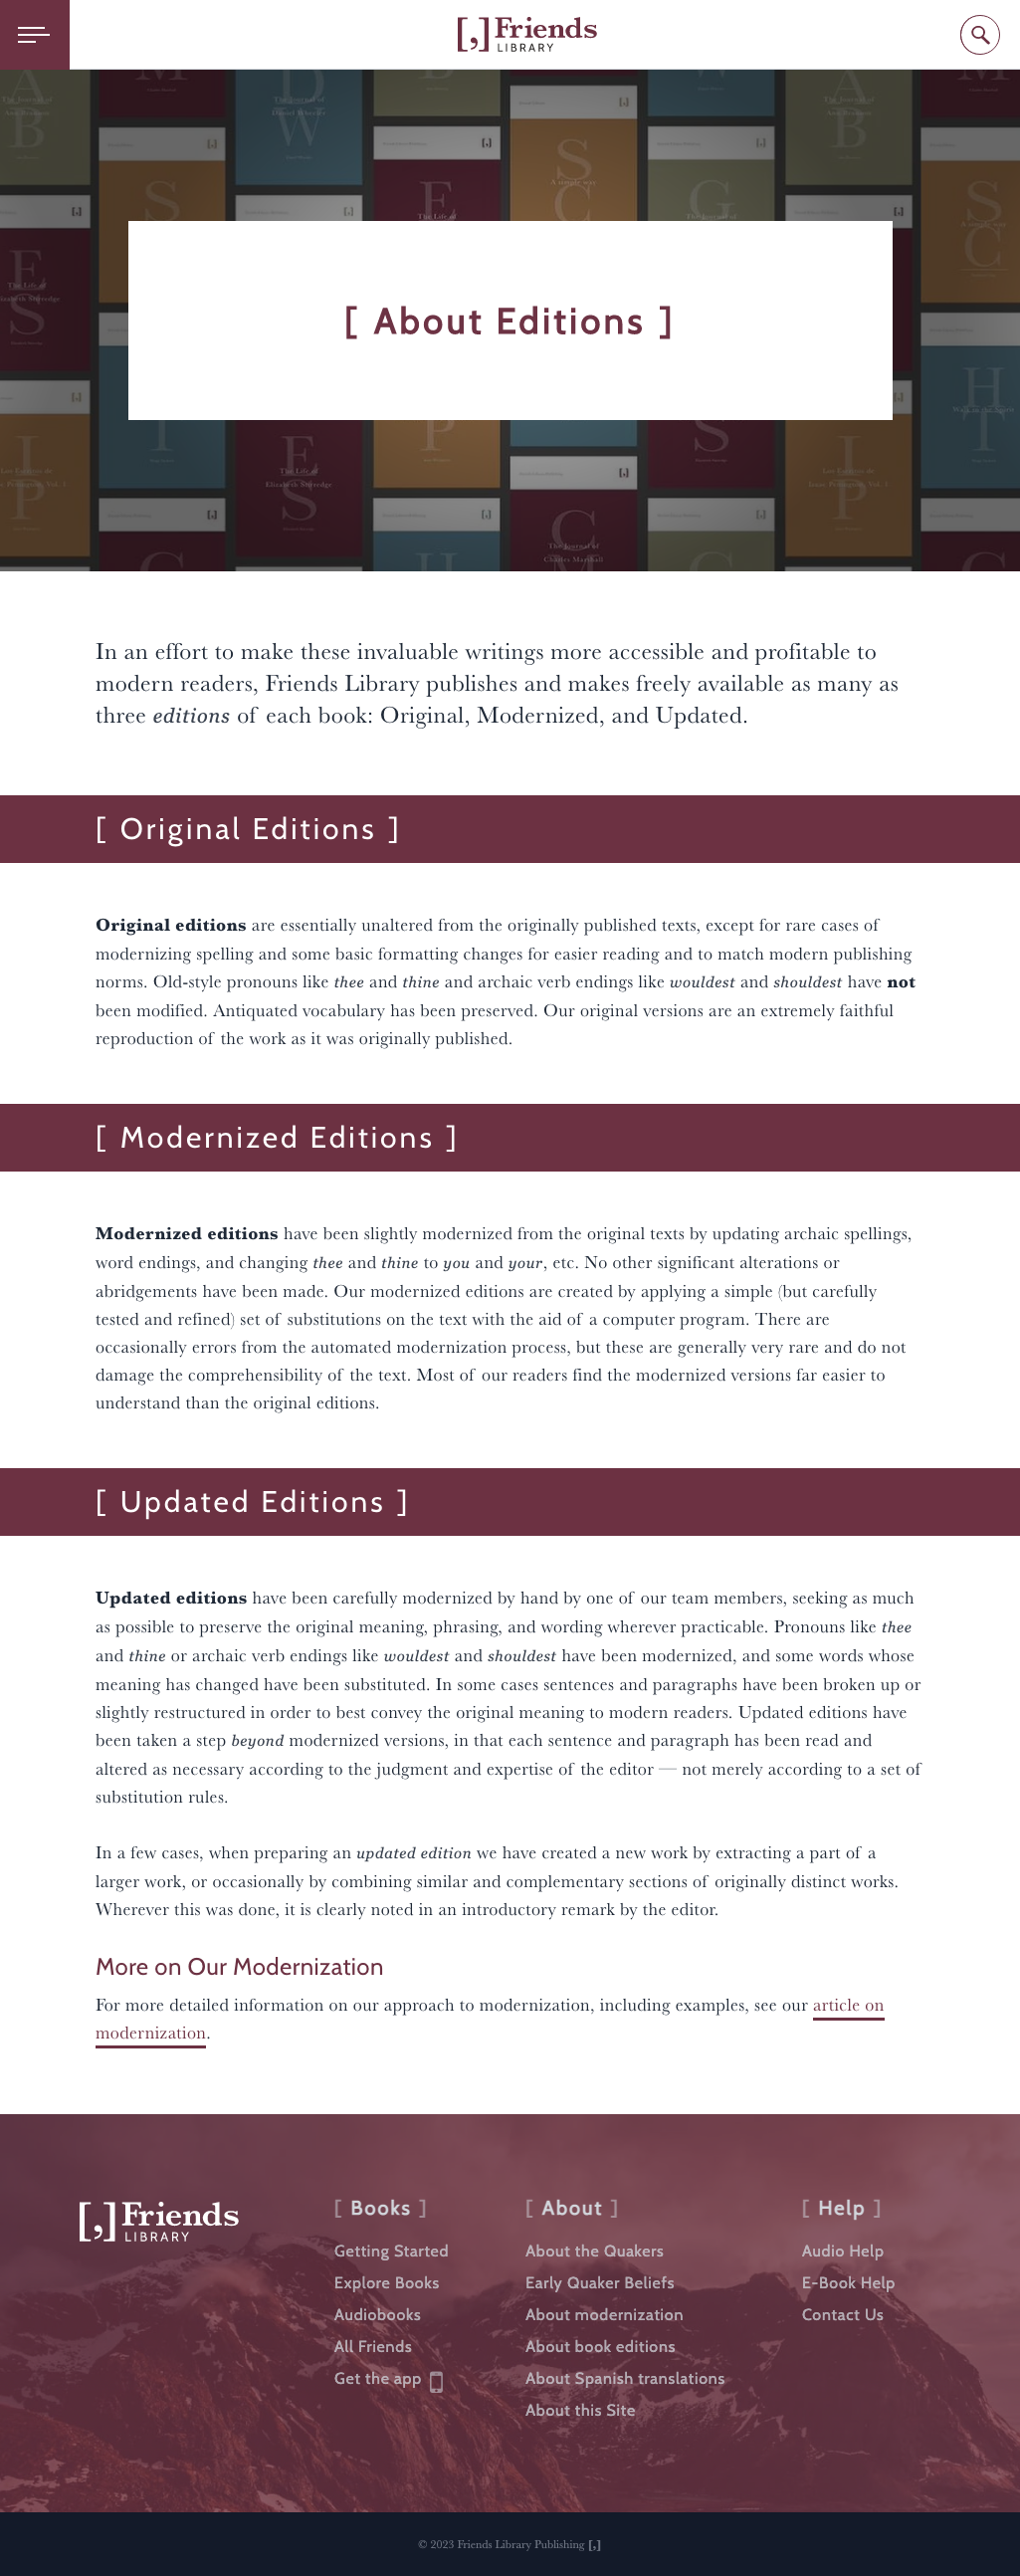 [,] Friends
LIBRARY
[ About Editions ]
In an effort to make these invaluable writings more accessible and profitable to
modern readers, Friends Library publishes and makes freely available as many as
three editions of each book: Original, Modernized, and Updated.
[ Original Editions ]
Original editions are essentially unaltered from the originally published texts, except for rare cases of
modernizing spelling and some basic formatting changes for easier reading and to match modern publishing
norms. Old-style pronouns like thee and thine and archaic verb endings like wouldest and shouldest have not
been modified. Antiquated vocabulary has been preserved. Our original versions are an extremely faithful
reproduction of the work as it was originally published.
[ Modernized Editions ]
Modernized editions have been slightly modernized from the original texts by updating archaic spellings,
word endings, and changing thee and thine to you and your, etc. No other significant alterations or
abridgements have been made. Our modernized editions are created by applying a simple (but carefully
tested and refined) set of substitutions on the text with the aid of a computer program. There are
occasionally errors from the automated modernization process, but these are generally very rare and do not
damage the comprehensibility of the text. Most of our readers find the modernized versions far easier to
understand than the original editions.
[ Updated Editions ]
Updated editions have been carefully modernized by hand by one of our team members, seeking as much
as possible to preserve the original meaning, phrasing, and wording wherever practicable. Pronouns like thee
and thine or archaic verb endings like wouldest and shouldest have been modernized, and some words whose
meaning has changed have been substituted. In some cases sentences and paragraphs have been broken up or
slightly restructured in order to best convey the original meaning to modern readers. Updated editions have
been taken a step beyond modernized versions, in that each sentence and paragraph has been read and
altered as necessary according to the judgment and expertise of the editor — not merely according to a set of
substitution rules.
In a few cases, when preparing an updated edition we have created a new work by extracting a part of a
larger work, or occasionally by combining similar and complementary sections of originally distinct works.
Wherever this was done, it is clearly noted in an introductory remark by the editor.
More on Our Modernization
For more detailed information on our approach to modernization, including examples, see our article on
modernization.
[,] Friends
LIBRARY
[ Books ]
Getting Started
Explore Books
Audiobooks
All Friends
Get the app
[ About ]
About the Quakers
Early Quaker Beliefs
About modernization
About book editions
About Spanish translations
About this Site
[ Help ]
Audio Help
E-Book Help
Contact Us
© 2023 Friends Library Publishing [,]